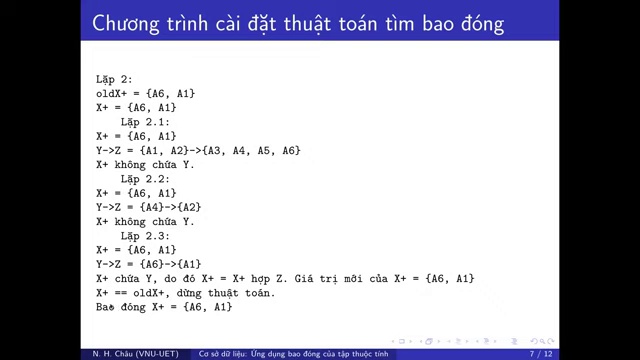 Chương trình cài đặt thuật toán tìm bao đóng
Lặp 2:
oldX+ = {A6, A1}
X+ = {A6, A1}
Lặp 2.1:
X+ = {A6, A1}
Y->Z = {A1, A2}->{A3, A4, A5, A6}
X+ không chứa Y.
Lặp 2.2:
X+ = {A6, A1}
Y->Z = {A4}->{A2}
X+ không chứa Y.
Lặp 2.3:
X+ = {A6, A1}
Y->Z = {A6}->{A1}
X+ chứa Y, do đó X+ = X+ hợp Z. Giá trị mới của X+ = {A6, A1}
X+ == oldX+, dừng thuật toán.
Bao đóng X+ = {A6, A1}
N. H. Châu (VNU-UET) Cơ sở dữ liệu: Ứng dụng bao đóng của tập thuộc tính 7 / 12